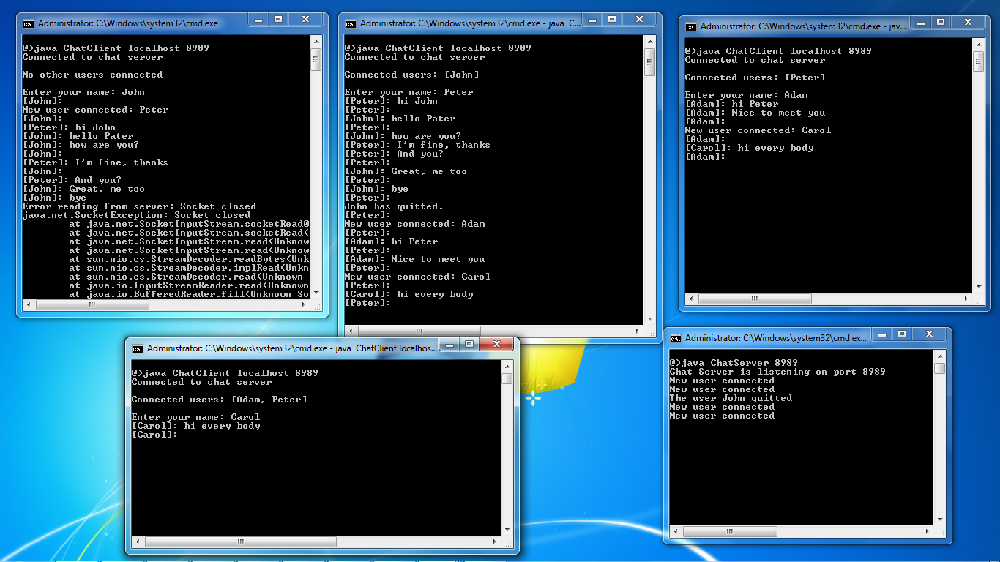 Administrator: C:\Windows\system32\cmd.exe
@)java ChatClient localhost 8989
Connected to chat server
No other users connected
Enter your name: John
[John]:
New user connected: Peter
[John]:
[Peter]: hi John
[John]: hello Pater
[John]: how are you?
[John]:
[Peter]: I'm fine, thanks
[John]:
[Peter]: And you?
[John]: Great, me too
[John]: bye
Error reading from server: Socket closed
java.net.SocketException: Socket closed
at java.net.SocketInputStream.socketRead0
at java.net.SocketInputStream.socketRead(
at java.net.SocketInputStream.read(Unknow
at java.net.SocketInputStream.read(Unknow
at sun.nio.cs.StreamDecoder.readBytes(Unk
at sun.nio.cs.StreamDecoder.implRead(Unkn
at sun.nio.cs.StreamDecoder.read(Unknown
at java.io.InputStreamReader.read(Unknown
at java.io.BufferedReader.fill(Unknown So
Administrator: C:\Windows\system32\cmd.exe - java C...
@)java ChatClient localhost 8989
Connected to chat server
Connected users: [John]
Enter your name: Peter
[Peter]: hi John
[Peter]:
[John]: hello Pater
[Peter]:
[John]: how are you?
[Peter]: I'm fine, thanks
[Peter]: And you?
[Peter]:
[John]: Great, me too
[Peter]:
[John]: bye
[Peter]:
John has quitted.
[Peter]:
New user connected: Adam
[Peter]:
[Adam]: hi Peter
[Peter]:
[Adam]: Nice to meet you
[Peter]:
New user connected: Carol
[Peter]:
[Carol]: hi every body
[Peter]:
Administrator: C:\Windows\system32\cmd.exe - jav...
@)java ChatClient localhost 8989
Connected to chat server
Connected users: [Peter]
Enter your name: Adam
[Adam]: hi Peter
[Adam]: Nice to meet you
[Adam]:
New user connected: Carol
[Adam]:
[Carol]: hi every body
[Adam]:
Administrator: C:\Windows\system32\cmd.exe - java ChatClient localhos...
@)java ChatClient localhost 8989
Connected to chat server
Connected users: [Adam, Peter]
Enter your name: Carol
[Carol]: hi every body
[Carol]:
Administrator: C:\Windows\system32\cmd.ex...
@)java ChatServer 8989
Chat Server is listening on port 8989
New user connected
New user connected
The user John quitted
New user connected
New user connected